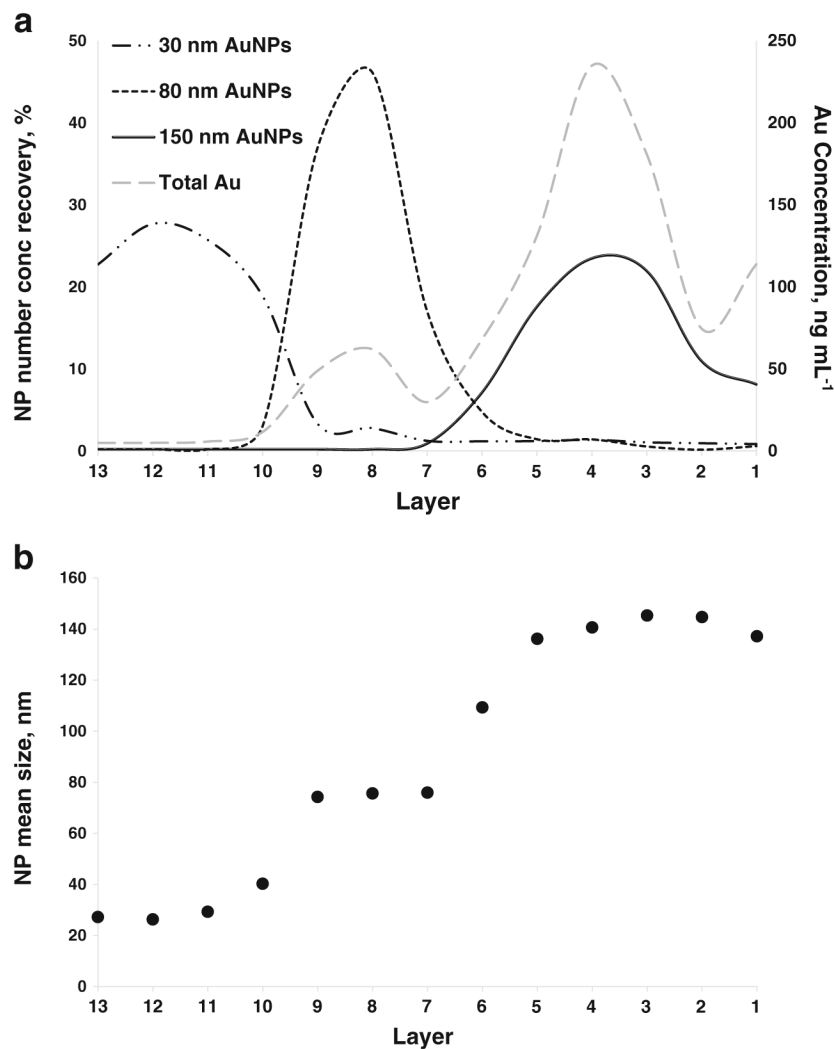 a
50
40
30
20
10
0
NP number conc recovery, %
30 nm AuNPs
80 nm AuNPs
150 nm AuNPs
Total Au
250
200
150
100
50
0
Au Concentration, ng mL-1
13 12 11 10 9 8 7 6 5 4 3 2 1
Layer
b
160
140
120
100
80
60
40
20
0
NP mean size, nm
13 12 11 10 9 8 7 6 5 4 3 2 1
Layer